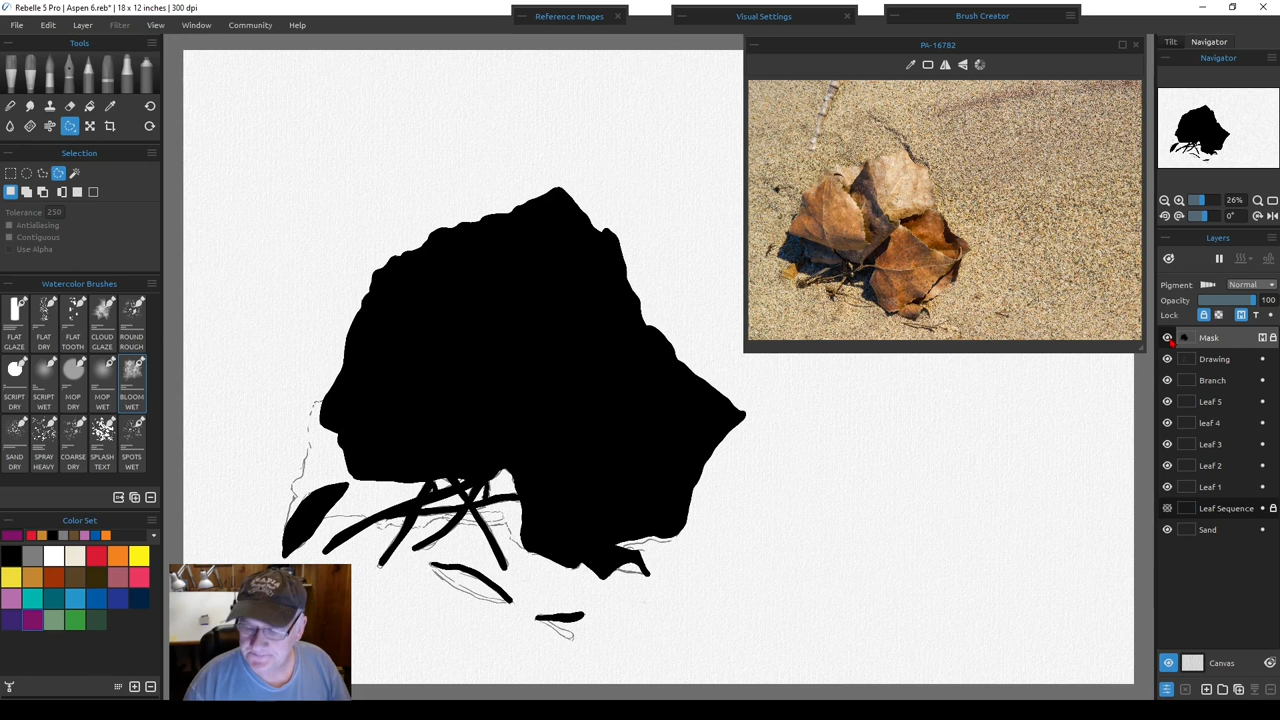 Rebelle 5 Pro | Aspen 6.reb* | 18 x 12 inches | 300 dpi
Reference Images
Visual Settings
Brush Creator
File Edit Layer Filter View Window Community Help
Tools
PA-16782
Tilt Navigator
Navigator
26%
0°
Selection
Tolerance 250
Antialiasing
Contiguous
Use Alpha
Layers
Pigment: Normal
Opacity 100
Lock T
Watercolor Brushes
FLAT GLAZE
FLAT DRY
FLAT TOOTH
CLOUD GLAZE
ROUND ROUGH
SCRIPT DRY
SCRIPT WET
MOP DRY
MOP WET
BLOOM WET
SAND DRY
SPRAY HEAVY
COARSE DRY
SPLASH TEXT
SPOTS WET
Mask
Drawing
Branch
Leaf 5
leaf 4
Leaf 3
Leaf 2
Leaf 1
Leaf Sequence
Sand
Color Set
Canvas